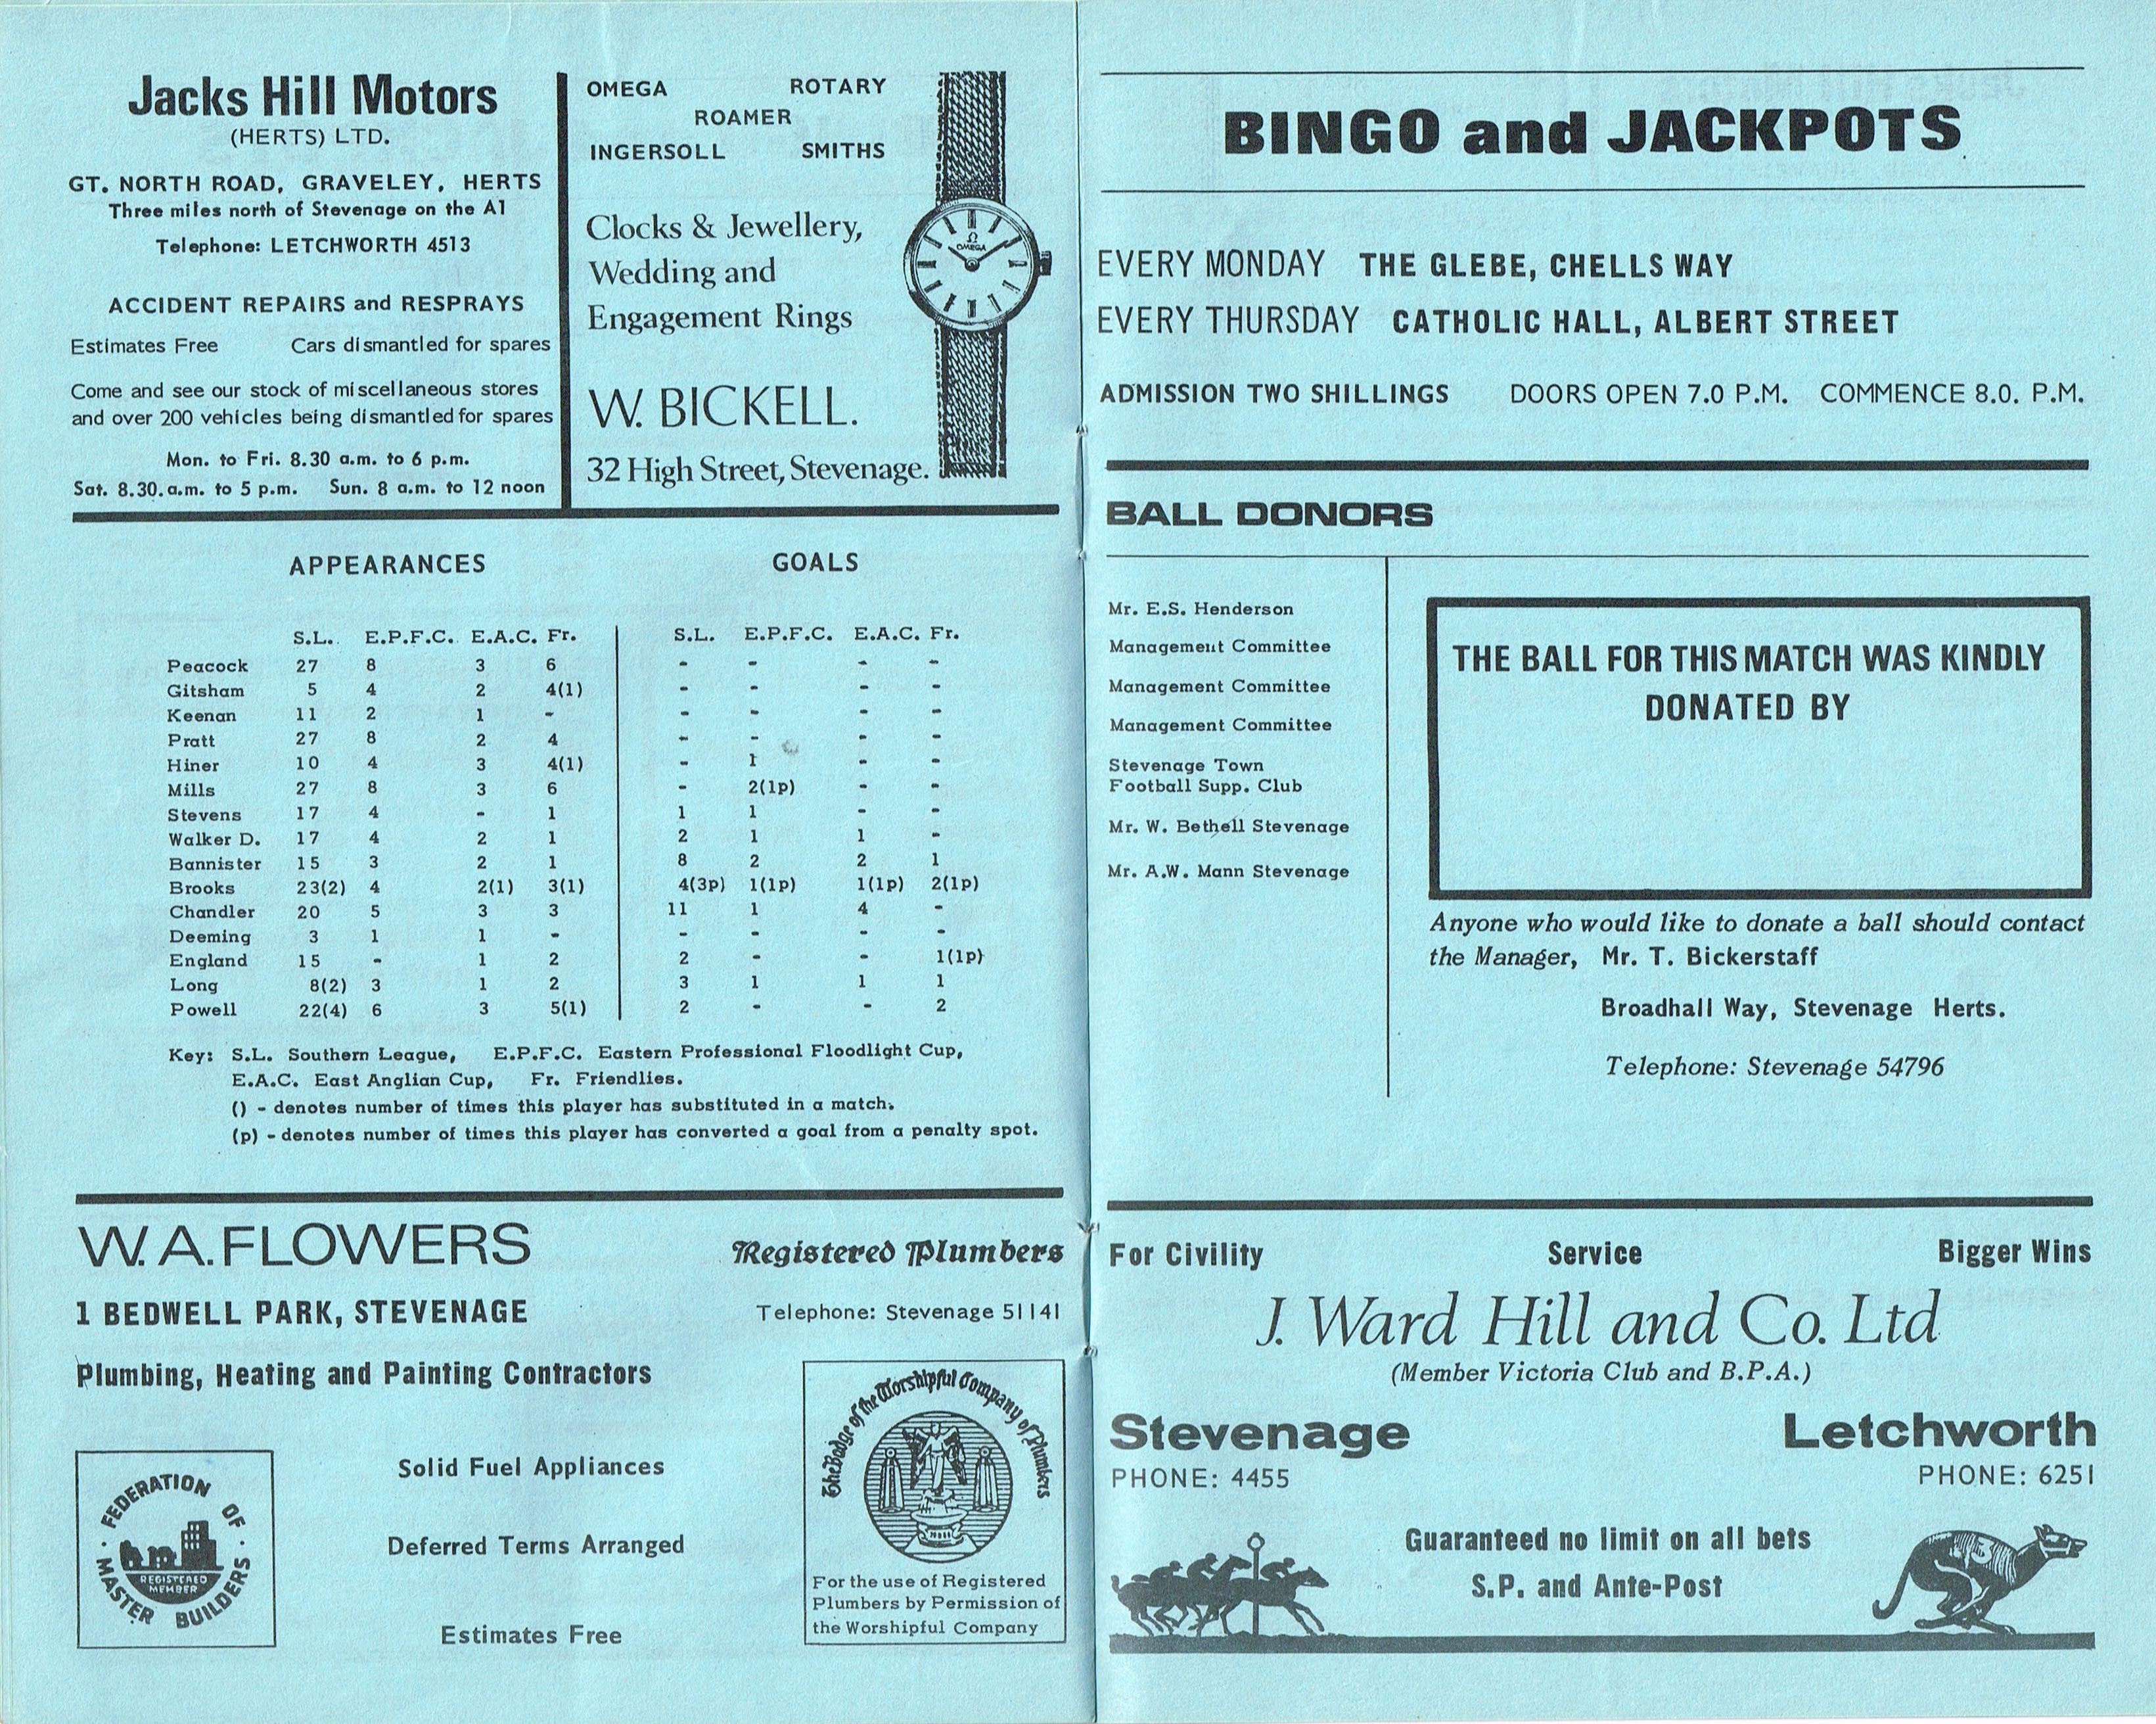 Jacks Hill Motors
(HERTS) LTD.
GT. NORTH ROAD, GRAVELEY, HERTS
Three miles north of Stevenage on the A1
Telephone: LETCHWORTH 4513
ACCIDENT REPAIRS and RESPRAYS
Estimates Free Cars dismantled for spares
Come and see our stock of miscellaneous stores
and over 200 vehicles being dismantled for spares
Mon. to Fri. 8.30 a.m. to 6 p.m.
Sat. 8.30.a.m. to 5 p.m. Sun. 8 a.m. to 12 noon
OMEGA ROTARY
ROAMER
INGERSOLL SMITHS
Clocks & Jewellery,
Wedding and
Engagement Rings
W. BICKELL.
32 High Street, Stevenage.
Ω
OMEGA
APPEARANCES GOALS
S.L. E.P.F.C. E.A.C. Fr. S.L. E.P.F.C. E.A.C. Fr.
Peacock 27 8 3 6 - - - -
Gitsham 5 4 2 4(1) - - - -
Keenan 11 2 1 - - - - -
Pratt 27 8 2 4 - - - -
Hiner 10 4 3 4(1) - 1 - -
Mills 27 8 3 6 - 2(1p) - -
Stevens 17 4 - 1 1 1 - -
Walker D. 17 4 2 1 2 1 1 -
Bannister 15 3 2 1 8 2 2 1
Brooks 23(2) 4 2(1) 3(1) 4(3p) 1(1p) 1(1p) 2(1p)
Chandler 20 5 3 3 11 1 4 -
Deeming 3 1 1 - - - - -
England 15 - 1 2 2 - - 1(1p)
Long 8(2) 3 1 2 3 1 1 1
Powell 22(4) 6 3 5(1) 2 - - 2
Key: S.L. Southern League, E.P.F.C. Eastern Professional Floodlight Cup,
E.A.C. East Anglian Cup, Fr. Friendlies.
() - denotes number of times this player has substituted in a match.
(p) - denotes number of times this player has converted a goal from a penalty spot.
W. A. FLOWERS Registered Plumbers
1 BEDWELL PARK, STEVENAGE Telephone: Stevenage 51141
Plumbing, Heating and Painting Contractors
Solid Fuel Appliances
Deferred Terms Arranged
Estimates Free
FEDERATION OF
MASTER BUILDERS
REGISTERED
MEMBER
The Badge of the Worshipful Company of Plumbers
For the use of Registered
Plumbers by Permission of
the Worshipful Company
BINGO and JACKPOTS
EVERY MONDAY THE GLEBE, CHELLS WAY
EVERY THURSDAY CATHOLIC HALL, ALBERT STREET
ADMISSION TWO SHILLINGS DOORS OPEN 7.0 P.M. COMMENCE 8.0. P.M.
BALL DONORS
Mr. E.S. Henderson
Management Committee
Management Committee
Management Committee
Stevenage Town
Football Supp. Club
Mr. W. Bethell Stevenage
Mr. A.W. Mann Stevenage
THE BALL FOR THIS MATCH WAS KINDLY
DONATED BY
Anyone who would like to donate a ball should contact
the Manager, Mr. T. Bickerstaff
Broadhall Way, Stevenage Herts.
Telephone: Stevenage 54796
For Civility Service Bigger Wins
J. Ward Hill and Co. Ltd
(Member Victoria Club and B.P.A.)
Stevenage Letchworth
PHONE: 4455 PHONE: 6251
Guaranteed no limit on all bets
S.P. and Ante-Post
3